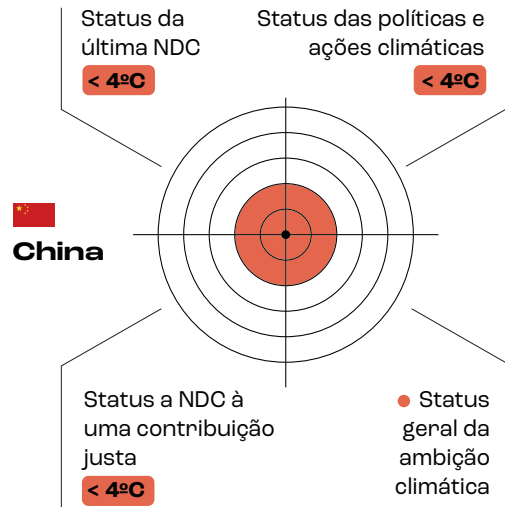 Status da
última NDC
< 4ºC
Status das políticas e
ações climáticas
< 4ºC
China
Status a NDC à
uma contribuição
justa
< 4ºC
Status
geral da
ambição
climática